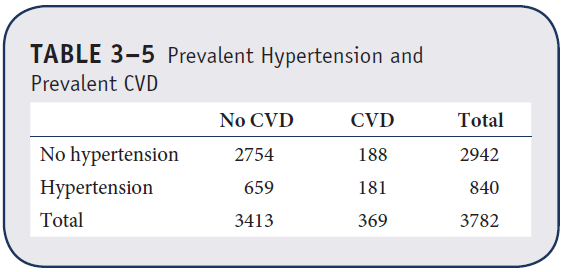 TABLE 3–5 Prevalent Hypertension and
Prevalent CVD
No CVD CVD Total
No hypertension 2754 188 2942
Hypertension 659 181 840
Total 3413 369 3782